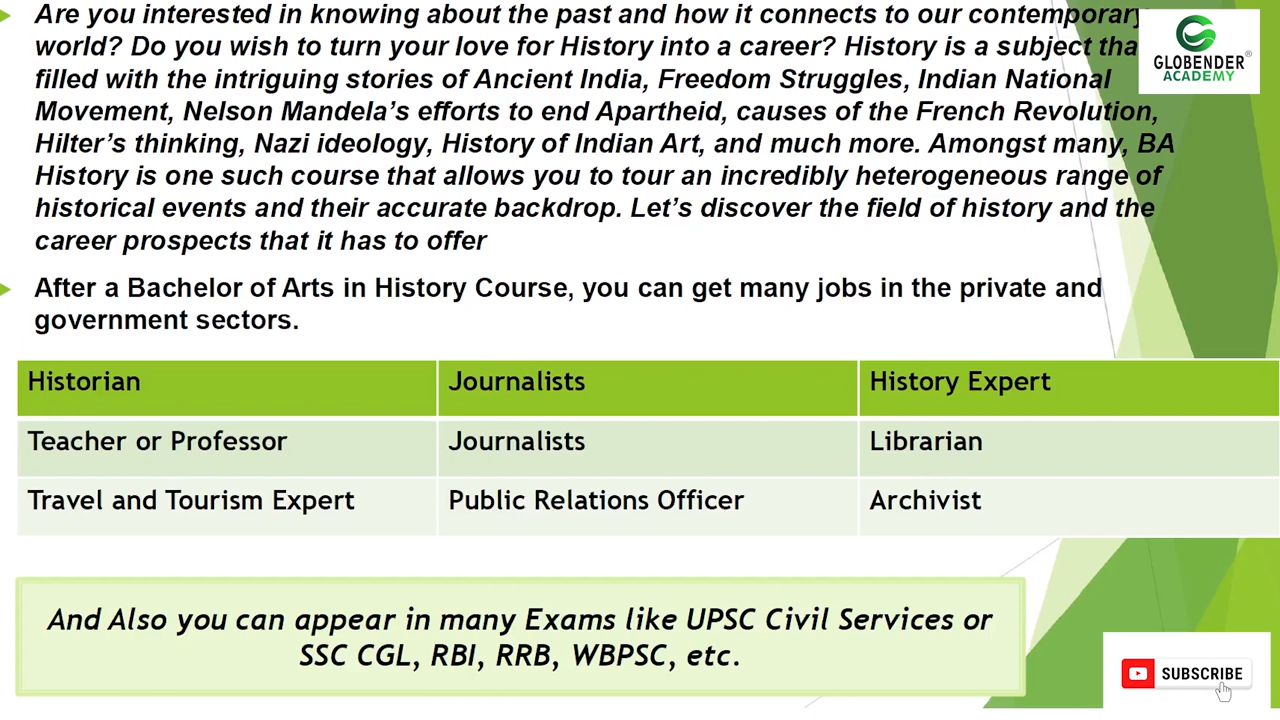 Are you interested in knowing about the past and how it connects to our contemporary
world? Do you wish to turn your love for History into a career? History is a subject tha
filled with the intriguing stories of Ancient India, Freedom Struggles, Indian National
Movement, Nelson Mandela's efforts to end Apartheid, causes of the French Revolution,
Hilter's thinking, Nazi ideology, History of Indian Art, and much more. Amongst many, BA
History is one such course that allows you to tour an incredibly heterogeneous range of
historical events and their accurate backdrop. Let's discover the field of history and the
career prospects that it has to offer
GLOBENDER®
ACADEMY
After a Bachelor of Arts in History Course, you can get many jobs in the private and
government sectors.
Historian Journalists History Expert
Teacher or Professor Journalists Librarian
Travel and Tourism Expert Public Relations Officer Archivist
And Also you can appear in many Exams like UPSC Civil Services or
SSC CGL, RBI, RRB, WBPSC, etc.
SUBSCRIBE